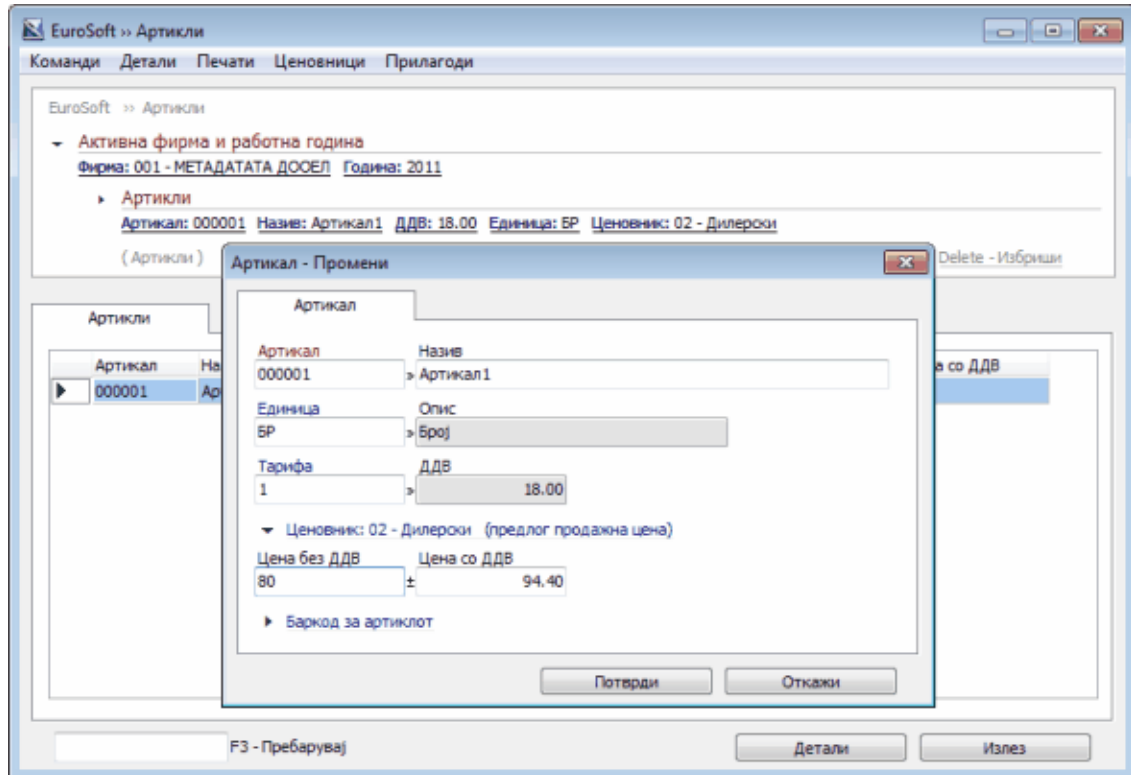 EuroSoft » Артикли
Команди Детали Печати Ценовници Прилагоди
EuroSoft » Артикли
Активна фирма и работна година
Фирма: 001 - МЕТАДАТАТА ДООЕЛ Година: 2011
Артикли
Артикал: 000001 Назив: Артикал1 ДДВ: 18.00 Единица: БР Ценовник: 02 - Дилерски
( Артикли ) Delete - Избриши
Артикал - Промени
Артикал
Артикли
Артикал Назив
000001 » Артикал1
Единица Опис
БР » Број
Тарифа ДДВ
1 » 18.00
Ценовник: 02 - Дилерски (предлог продажна цена)
Цена без ДДВ Цена со ДДВ
80 ± 94.40
Баркод за артиклот
Потврди Откажи
Артикал На а со ДДВ
000001 Ар
F3 - Пребарувај Детали Излез